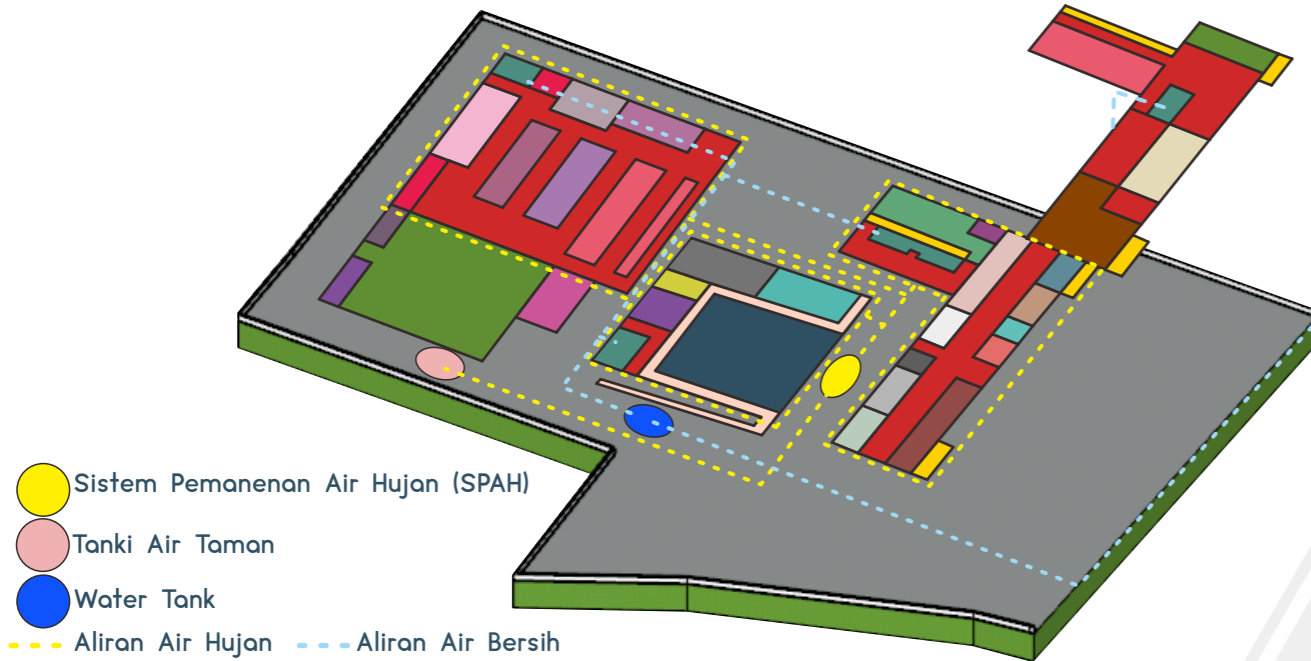 Sistem Pemanenan Air Hujan (SPAH)
Tanki Air Taman
Water Tank
Aliran Air Hujan Aliran Air Bersih